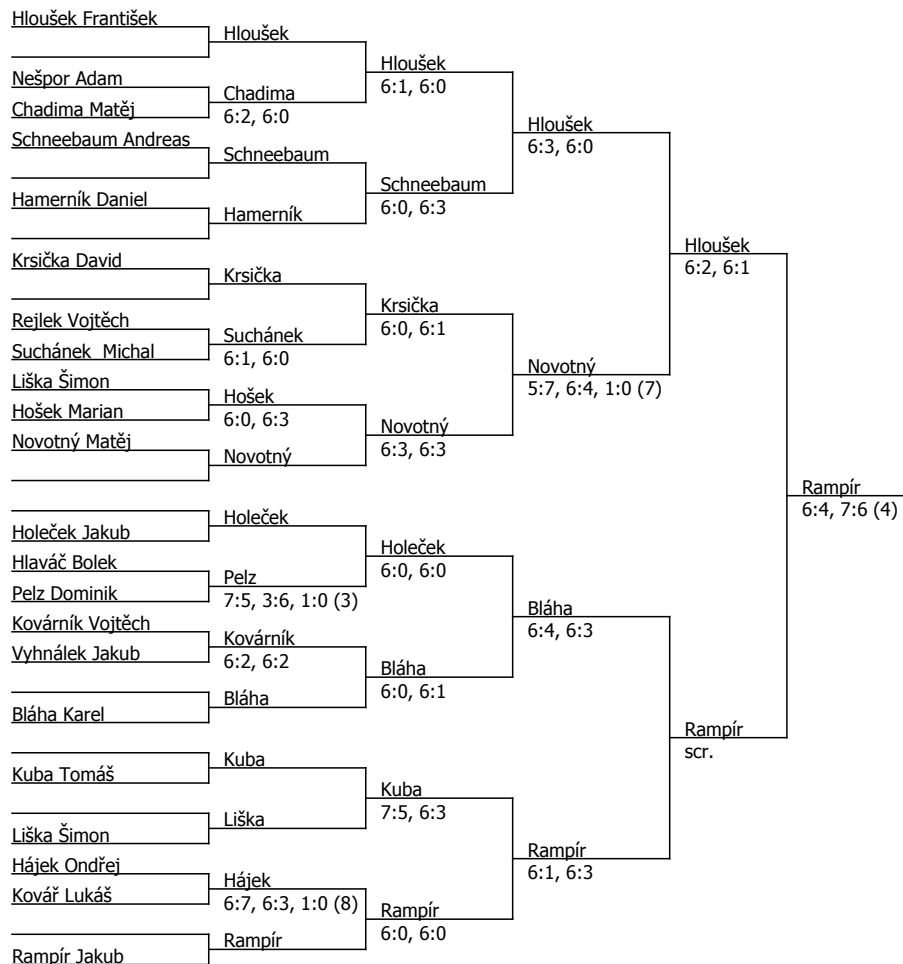 Hloušek František
Hloušek
Hloušek
6:1, 6:0
Nešpor Adam
Chadima
6:2, 6:0
Chadima Matěj
Hloušek
6:3, 6:0
Schneebaum Andreas
Schneebaum
Schneebaum
6:0, 6:3
Hamerník Daniel
Hamerník
Hloušek
6:2, 6:1
Krsička David
Krsička
Krsička
6:0, 6:1
Rejlek Vojtěch
Suchánek
6:1, 6:0
Suchánek Michal
Novotný
5:7, 6:4, 1:0 (7)
Liška Šimon
Hošek
6:0, 6:3
Hošek Marian
Novotný
6:3, 6:3
Novotný Matěj
Novotný
Rampír
6:4, 7:6 (4)
Holeček
Holeček Jakub
Holeček
6:0, 6:0
Hlaváč Bolek
Pelz
7:5, 3:6, 1:0 (3)
Pelz Dominik
Bláha
6:4, 6:3
Kovárník Vojtěch
Kovárník
6:2, 6:2
Vyhnálek Jakub
Bláha
6:0, 6:1
Bláha
Bláha Karel
Rampír
scr.
Kuba
Kuba Tomáš
Kuba
7:5, 6:3
Liška
Liška Šimon
Rampír
6:1, 6:3
Hájek Ondřej
Hájek
6:7, 6:3, 1:0 (8)
Kovář Lukáš
Rampír
6:0, 6:0
Rampír
Rampír Jakub